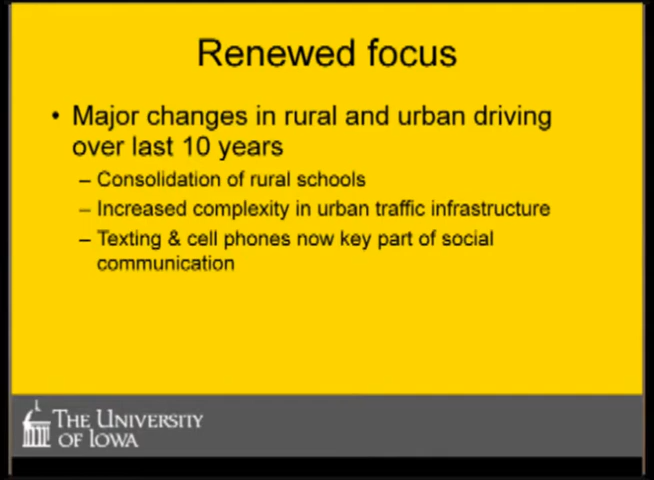 Renewed focus
• Major changes in rural and urban driving
over last 10 years
– Consolidation of rural schools
– Increased complexity in urban traffic infrastructure
– Texting & cell phones now key part of social
communication
THE UNIVERSITY
OF IOWA